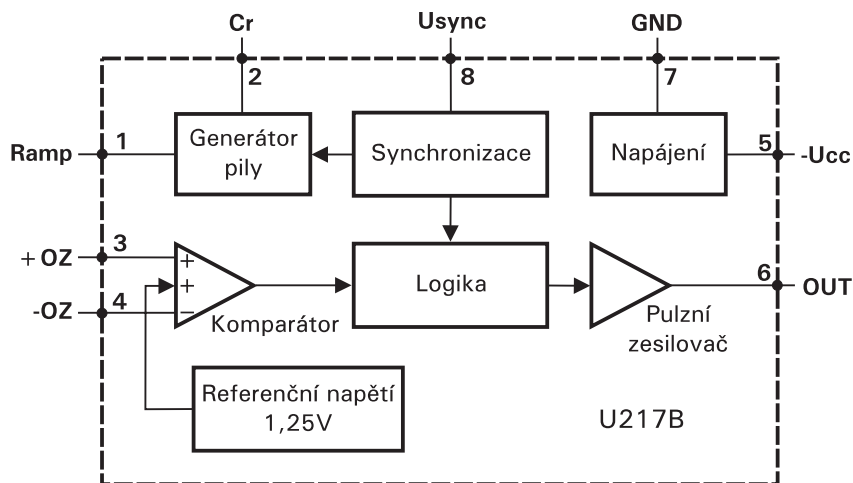 Cr
Usync
GND
2
8
7
Ramp
1
Generátor
pily
Synchronizace
Napájení
5
-Ucc
+ OZ
3
+
+
-OZ
4
−
Komparátor
Logika
Pulzní
zesilovač
6
OUT
Referenční napětí
1,25V
U217B